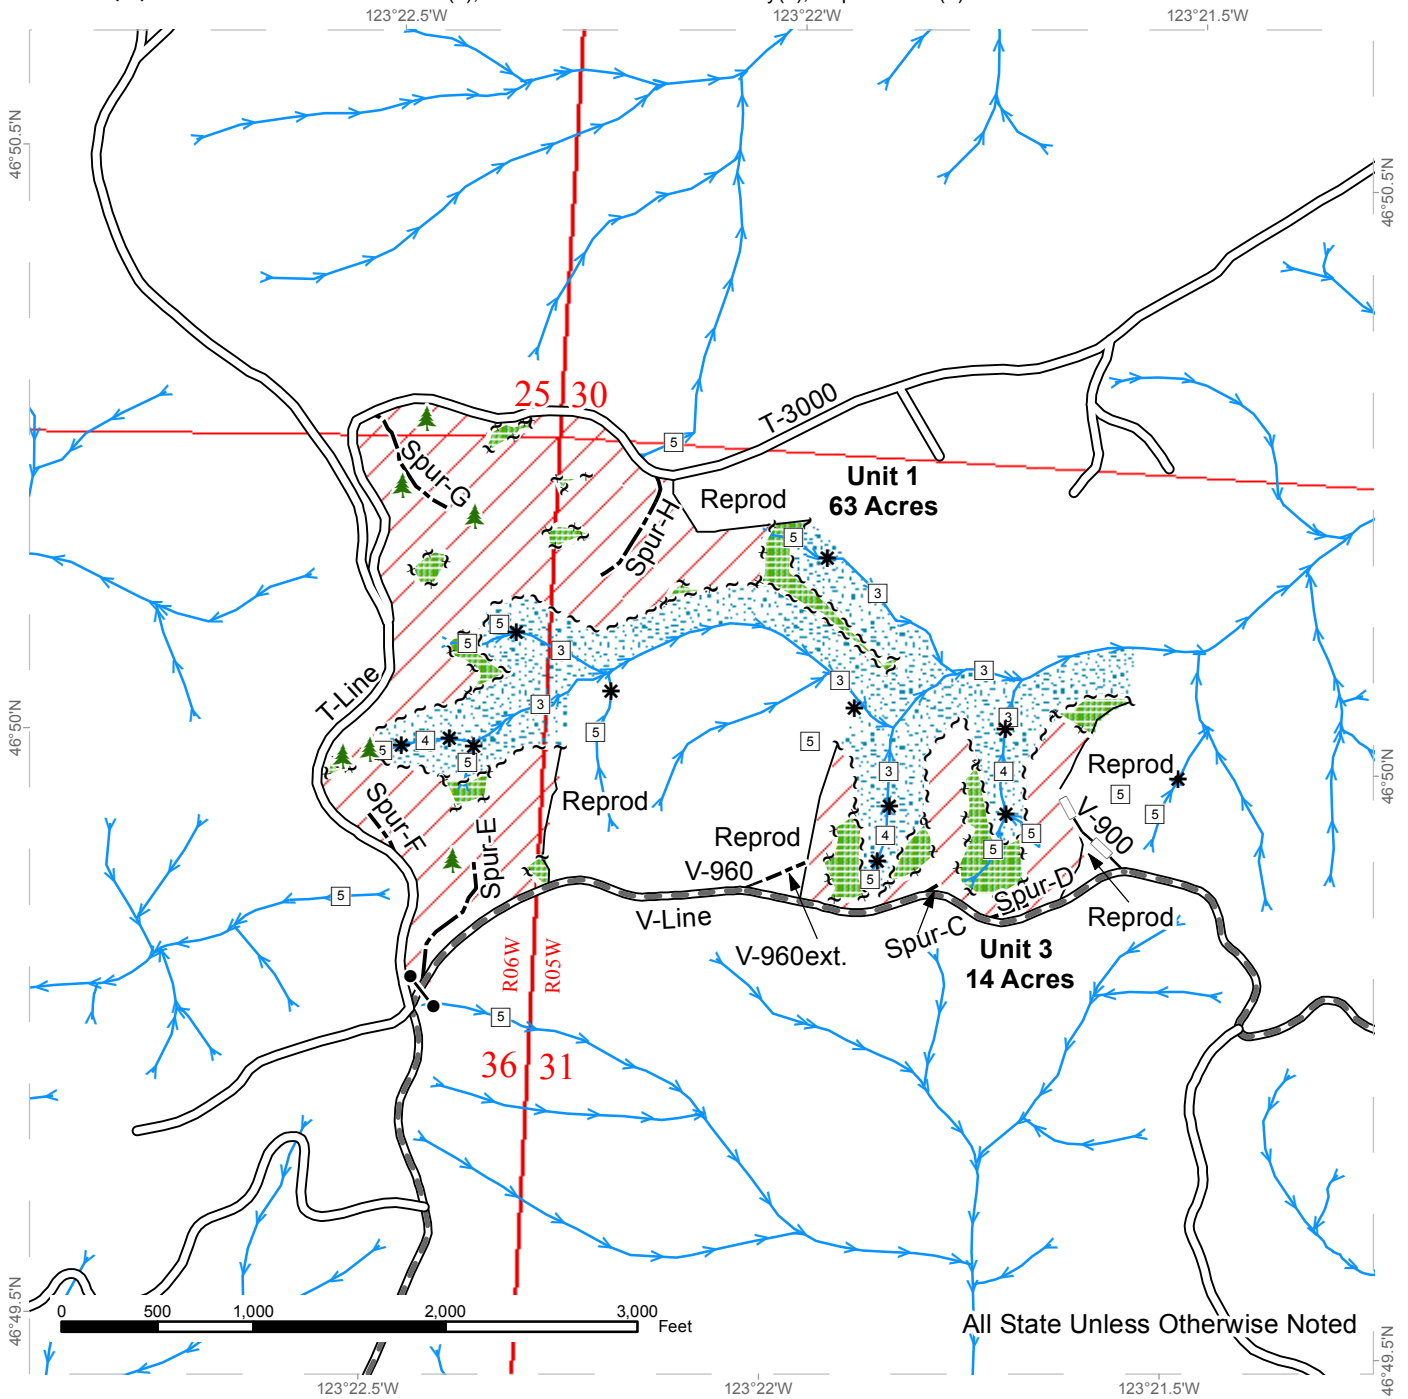 123°22.5'W
123°22'W
123°21.5'W
46°50.5'N
46°50.5'N
25 30
T-3000
5
Unit 1
63 Acres
Spur-G
Reprod
Spur-H
5
3
5
5
3
3
3
3
T-Line
46°50'N
46°50'N
3
5
4
5
5
5
3
4
Reprod
5
5
V-900
Spur-F
Reprod
Reprod
4
5
5
Spur-E
V-960
5
Spur-D
5
V-Line
Reprod
V-960ext.
Spur-C
Unit 3
14 Acres
R06W
R05W
5
36 31
46°49.5'N
46°49.5'N
0 500 1,000 2,000 3,000
Feet
All State Unless Otherwise Noted
123°22.5'W
123°22'W
123°21.5'W